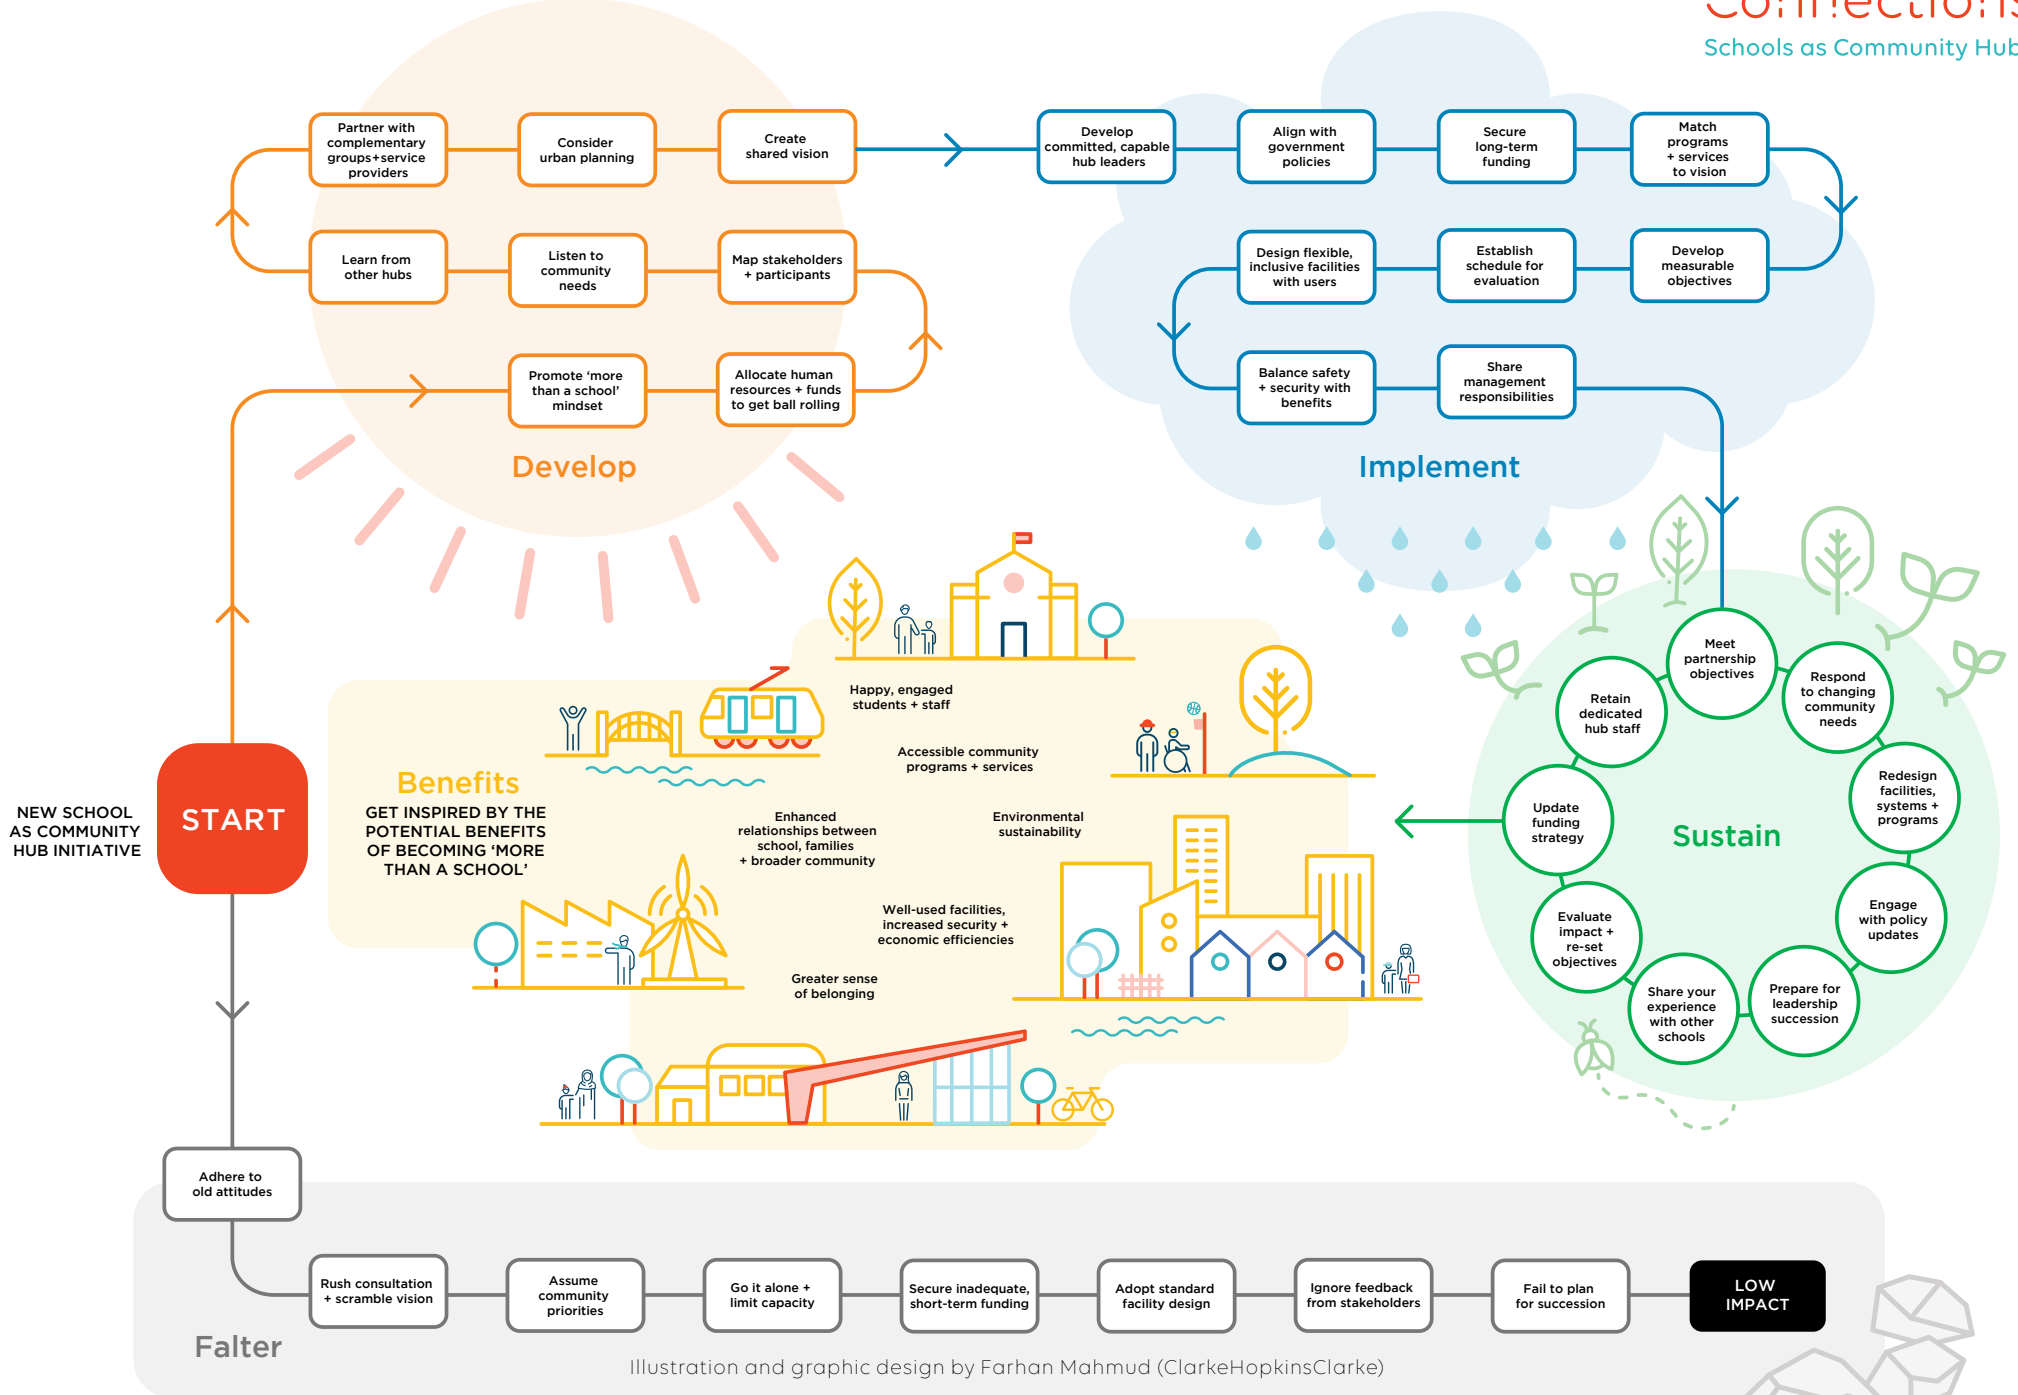 Connections
Schools as Community Hub
Partner with
complementary
groups+service
providers
Consider
urban planning
Create
shared vision
Learn from
other hubs
Listen to
community
needs
Map stakeholders
+ participants
Promote ‘more
than a school’
mindset
Allocate human
resources + funds
to get ball rolling
Develop
Develop
committed, capable
hub leaders
Align with
government
policies
Secure
long-term
funding
Match
programs
+ services
to vision
Design flexible,
inclusive facilities
with users
Establish
schedule for
evaluation
Develop
measurable
objectives
Balance safety
+ security with
benefits
Share
management
responsibilities
Implement
NEW SCHOOL
AS COMMUNITY
HUB INITIATIVE
START
Benefits
GET INSPIRED BY THE
POTENTIAL BENEFITS
OF BECOMING ‘MORE
THAN A SCHOOL’
Happy, engaged
students + staff
Accessible community
programs + services
Enhanced
relationships between
school, families
+ broader community
Environmental
sustainability
Well-used facilities,
increased security +
economic efficiencies
Greater sense
of belonging
Meet
partnership
objectives
Respond
to changing
community
needs
Redesign
facilities,
systems +
programs
Engage
with policy
updates
Prepare for
leadership
succession
Share your
experience
with other
schools
Evaluate
impact +
re-set
objectives
Update
funding
strategy
Retain
dedicated
hub staff
Sustain
Adhere to
old attitudes
Rush consultation
+ scramble vision
Assume
community
priorities
Go it alone +
limit capacity
Secure inadequate,
short-term funding
Adopt standard
facility design
Ignore feedback
from stakeholders
Fail to plan
for succession
LOW
IMPACT
Falter
Illustration and graphic design by Farhan Mahmud (ClarkeHopkinsClarke)